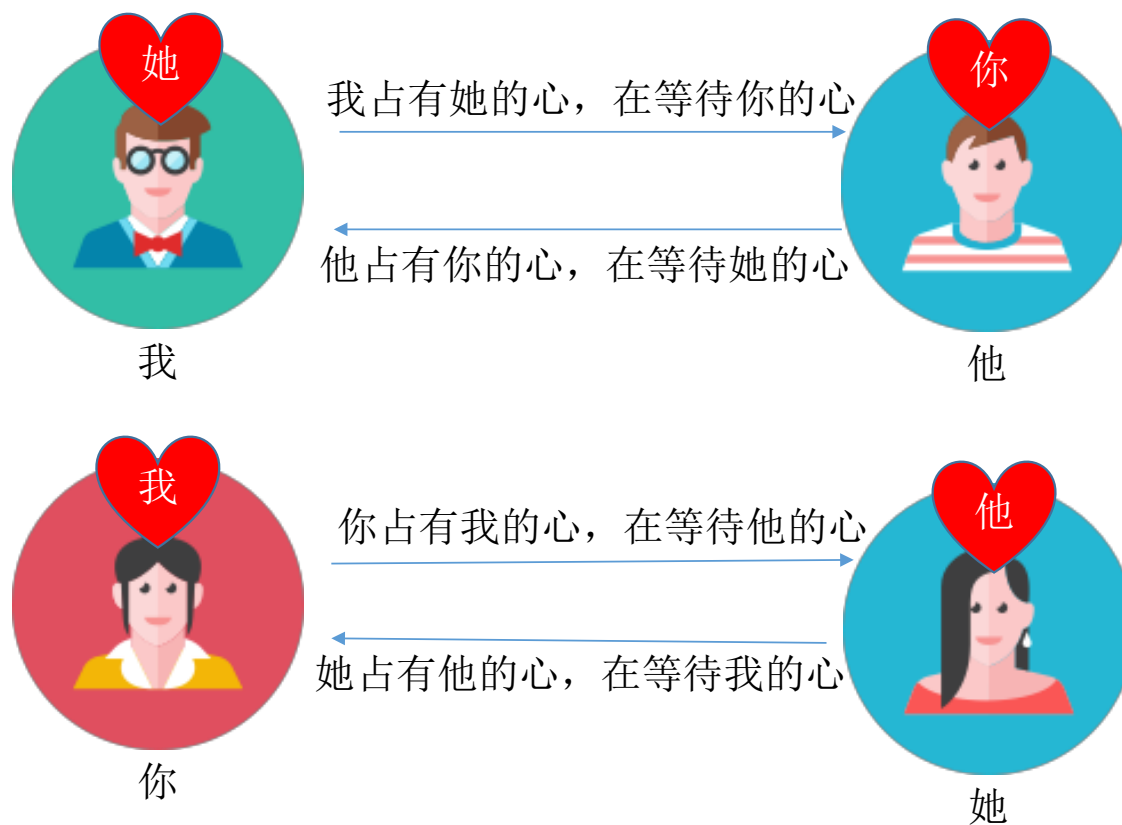 她
你
我占有她的心，在等待你的心
他占有你的心，在等待她的心
我
他
我
他
你占有我的心，在等待他的心
她占有他的心，在等待我的心
你
她